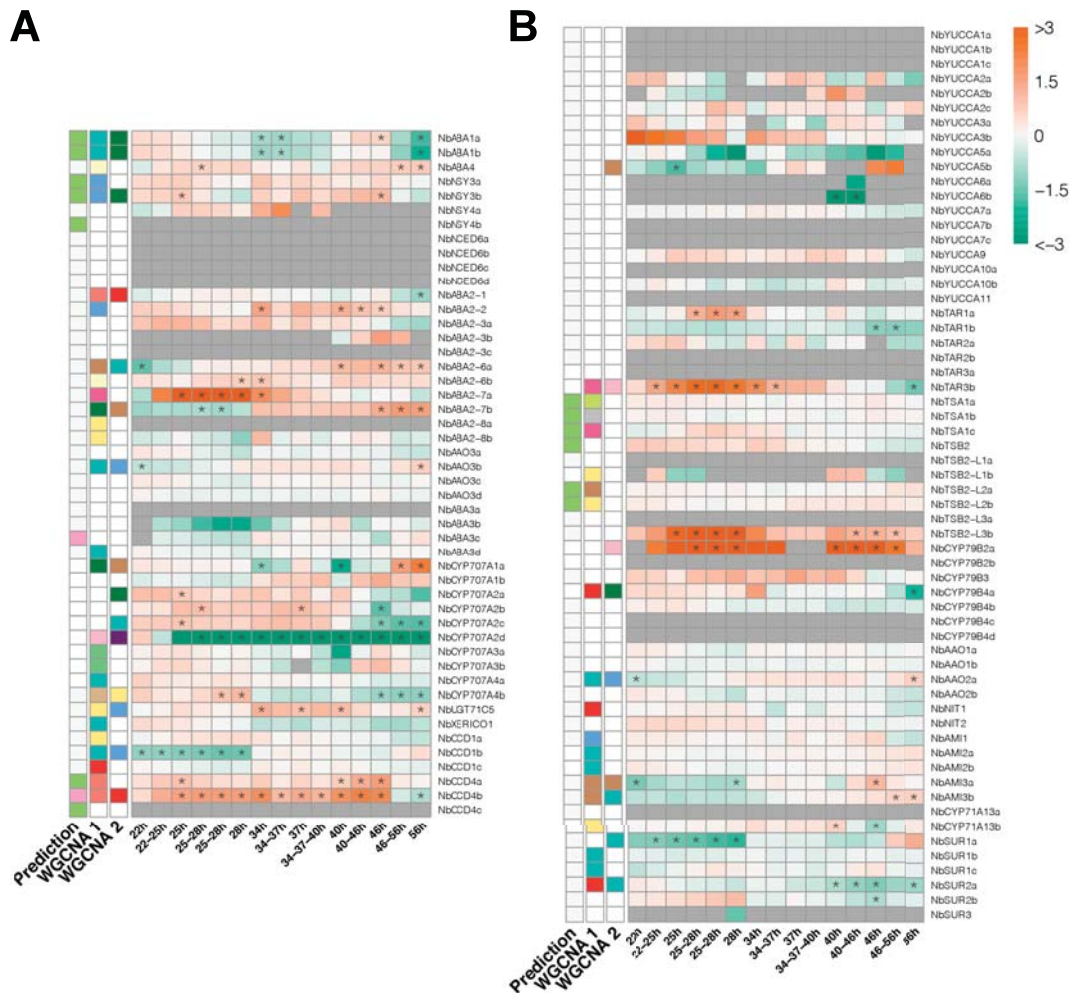 A
NbABA1a
NbABA1b
NbABA4
NbNSY3a
NbNSY3b
NbNSY4a
NbNSY4b
NbNCED6a
NbNCED6b
NbNCED6c
NbNCED6d
NbABA2-1
NbABA2-2
NbABA2-3a
NbABA2-3b
NbABA2-3c
NbABA2-6a
NbABA2-6b
NbABA2-7a
NbABA2-7b
NbABA2-8a
NbABA2-8b
NbAAO3a
NbAAO3b
NbAAO3c
NbAAO3d
NbABA3a
NbABA3b
NbABA3c
NbABA3d
NbCYP707A1a
NbCYP707A1b
NbCYP707A2a
NbCYP707A2b
NbCYP707A2c
NbCYP707A2d
NbCYP707A3a
NbCYP707A3b
NbCYP707A4a
NbCYP707A4b
NbUGT71C5
NbXERICO1
NbCCD1a
NbCCD1b
NbCCD1c
NbCCD4a
NbCCD4b
NbCCD4c
Prediction
WGCNA 1
WGCNA 2
22h
22-25h
25h
25-28h
25-28h
28h
34h
34-37h
37h
34-37-40h
40h
40-46h
46h
46-56h
56h
B
NbYUCCA1a
NbYUCCA1b
NbYUCCA1c
NbYUCCA2a
NbYUCCA2b
NbYUCCA2c
NbYUCCA3a
NbYUCCA3b
NbYUCCA5a
NbYUCCA5b
NbYUCCA6a
NbYUCCA6b
NbYUCCA7a
NbYUCCA7b
NbYUCCA7c
NbYUCCA9
NbYUCCA10a
NbYUCCA10b
NbYUCCA11
NbTAR1a
NbTAR1b
NbTAR2a
NbTAR2b
NbTAR3a
NbTAR3b
NbTSA1a
NbTSA1b
NbTSA1c
NbTSB2
NbTSB2-L1a
NbTSB2-L1b
NbTSB2-L2a
NbTSB2-L2b
NbTSB2-L3a
NbTSB2-L3b
NbCYP79B2a
NbCYP79B2b
NbCYP79B3
NbCYP79B4a
NbCYP79B4b
NbCYP79B4c
NbCYP79B4d
NbAAO1a
NbAAO1b
NbAAO2a
NbAAO2b
NbNIT1
NbNIT2
NbAMI1
NbAMI2a
NbAMI2b
NbAMI3a
NbAMI3b
NbCYP71A13a
NbCYP71A13b
NbSUR1a
NbSUR1b
NbSUR1c
NbSUR2a
NbSUR2b
NbSUR3
Prediction
WGCNA 1
WGCNA 2
22h
22-25h
25h
25-28h
25-28h
28h
34h
34-37h
37h
34-37-40h
40h
40-46h
46h
46-56h
56h
>3
1.5
0
-1.5
<-3